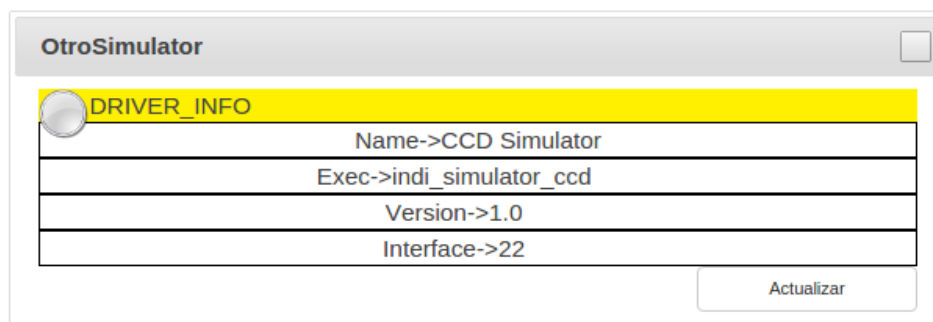 OtroSimulator
DRIVER_INFO
Name->CCD Simulator
Exec->indi_simulator_ccd
Version->1.0
Interface->22
Actualizar